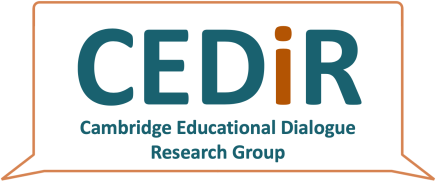 CEDiR
Cambridge Educational Dialogue
Research Group